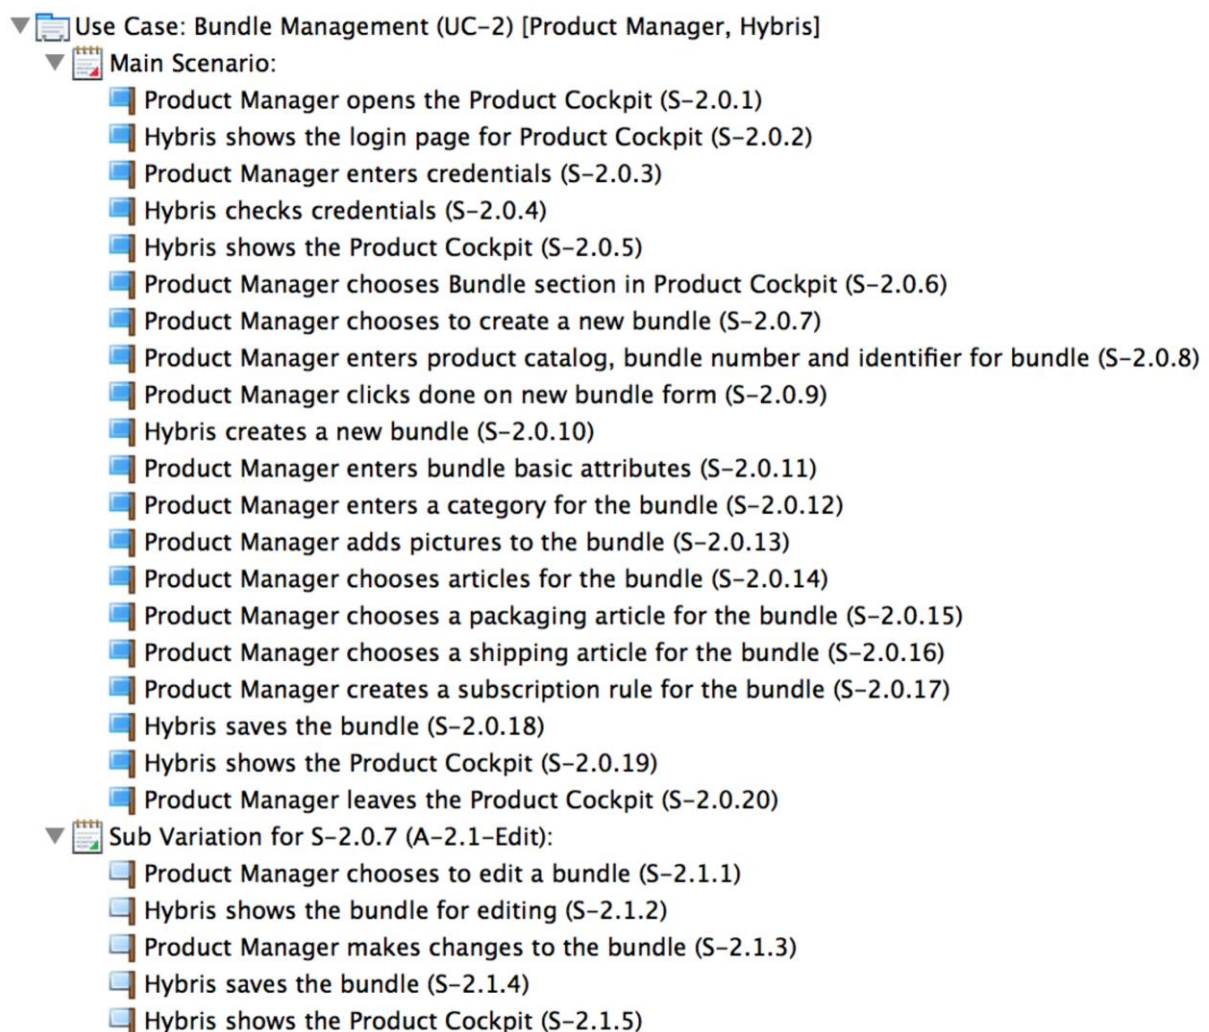 Use Case: Bundle Management (UC-2) [Product Manager, Hybris]
Main Scenario:
Product Manager opens the Product Cockpit (S-2.0.1)
Hybris shows the login page for Product Cockpit (S-2.0.2)
Product Manager enters credentials (S-2.0.3)
Hybris checks credentials (S-2.0.4)
Hybris shows the Product Cockpit (S-2.0.5)
Product Manager chooses Bundle section in Product Cockpit (S-2.0.6)
Product Manager chooses to create a new bundle (S-2.0.7)
Product Manager enters product catalog, bundle number and identifier for bundle (S-2.0.8)
Product Manager clicks done on new bundle form (S-2.0.9)
Hybris creates a new bundle (S-2.0.10)
Product Manager enters bundle basic attributes (S-2.0.11)
Product Manager enters a category for the bundle (S-2.0.12)
Product Manager adds pictures to the bundle (S-2.0.13)
Product Manager chooses articles for the bundle (S-2.0.14)
Product Manager chooses a packaging article for the bundle (S-2.0.15)
Product Manager chooses a shipping article for the bundle (S-2.0.16)
Product Manager creates a subscription rule for the bundle (S-2.0.17)
Hybris saves the bundle (S-2.0.18)
Hybris shows the Product Cockpit (S-2.0.19)
Product Manager leaves the Product Cockpit (S-2.0.20)
Sub Variation for S-2.0.7 (A-2.1-Edit):
Product Manager chooses to edit a bundle (S-2.1.1)
Hybris shows the bundle for editing (S-2.1.2)
Product Manager makes changes to the bundle (S-2.1.3)
Hybris saves the bundle (S-2.1.4)
Hybris shows the Product Cockpit (S-2.1.5)